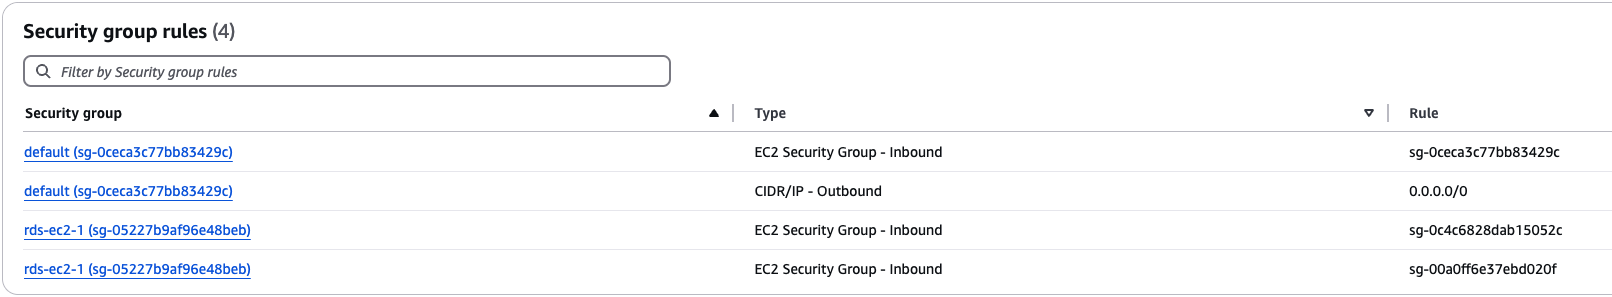 Security group rules (4)
Filter by Security group rules
Security group Type Rule
default (sg-0ceca3c77bb83429c) EC2 Security Group - Inbound sg-0ceca3c77bb83429c
default (sg-0ceca3c77bb83429c) CIDR/IP - Outbound 0.0.0.0/0
rds-ec2-1 (sg-05227b9af96e48beb) EC2 Security Group - Inbound sg-0c4c6828dab15052c
rds-ec2-1 (sg-05227b9af96e48beb) EC2 Security Group - Inbound sg-00a0ff6e37ebd020f